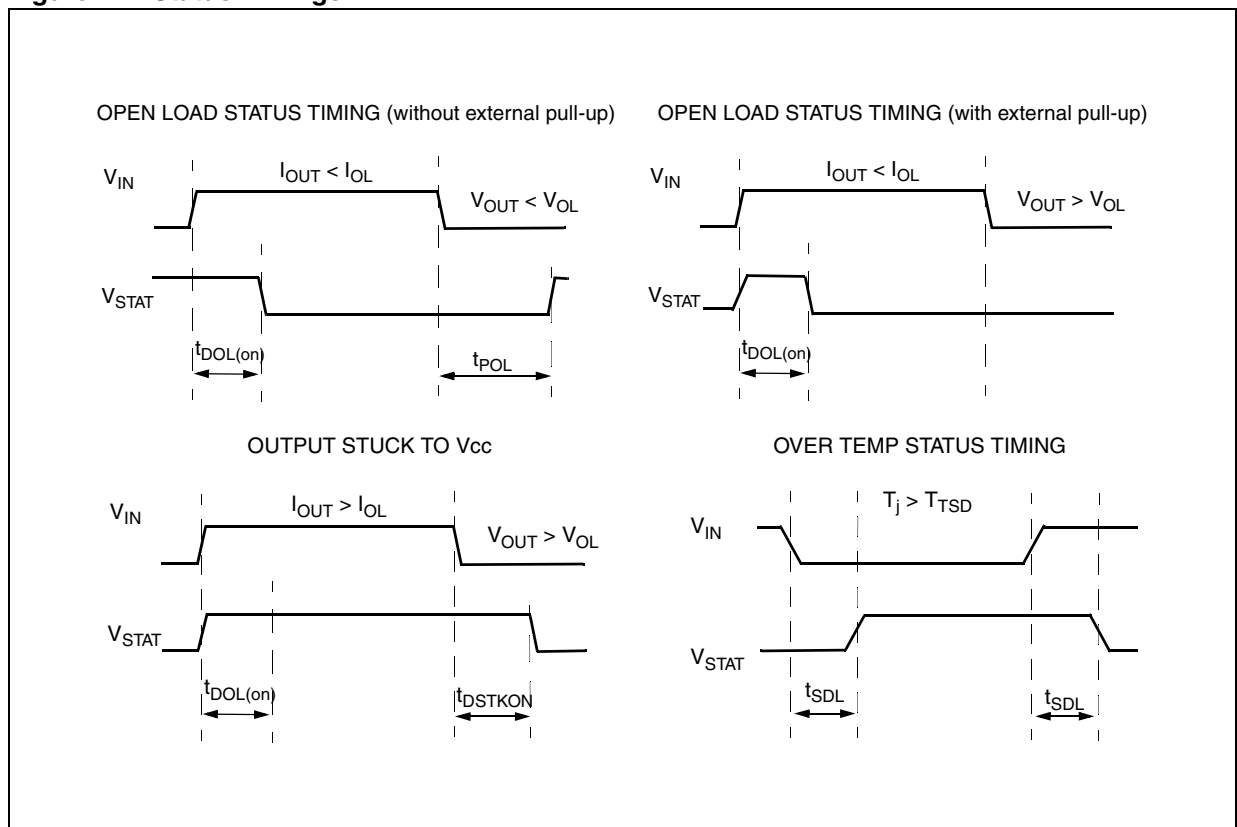 OPEN LOAD STATUS TIMING (without external pull-up)
V_IN
I_OUT < I_OL
V_OUT < V_OL
V_STAT
t_DOL(on)
t_POL
OPEN LOAD STATUS TIMING (with external pull-up)
V_IN
I_OUT < I_OL
V_OUT > V_OL
V_STAT
t_DOL(on)
OUTPUT STUCK TO Vcc
V_IN
I_OUT > I_OL
V_OUT > V_OL
V_STAT
t_DOL(on)
t_DSTKON
OVER TEMP STATUS TIMING
V_IN
T_j > T_TSD
V_STAT
t_SDL
t_SDL